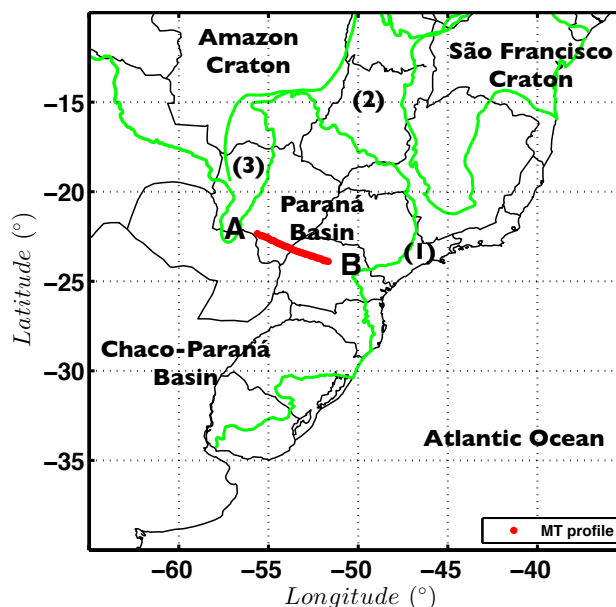 Amazon
Craton
São Francisco
Craton
(2)
(3)
Paraná
Basin
A
B
(1)
Chaco-Paraná
Basin
Atlantic Ocean
MT profile
−15
−20
−25
−30
−35
Latitude (°)
−60
−55
−50
−45
−40
Longitude (°)